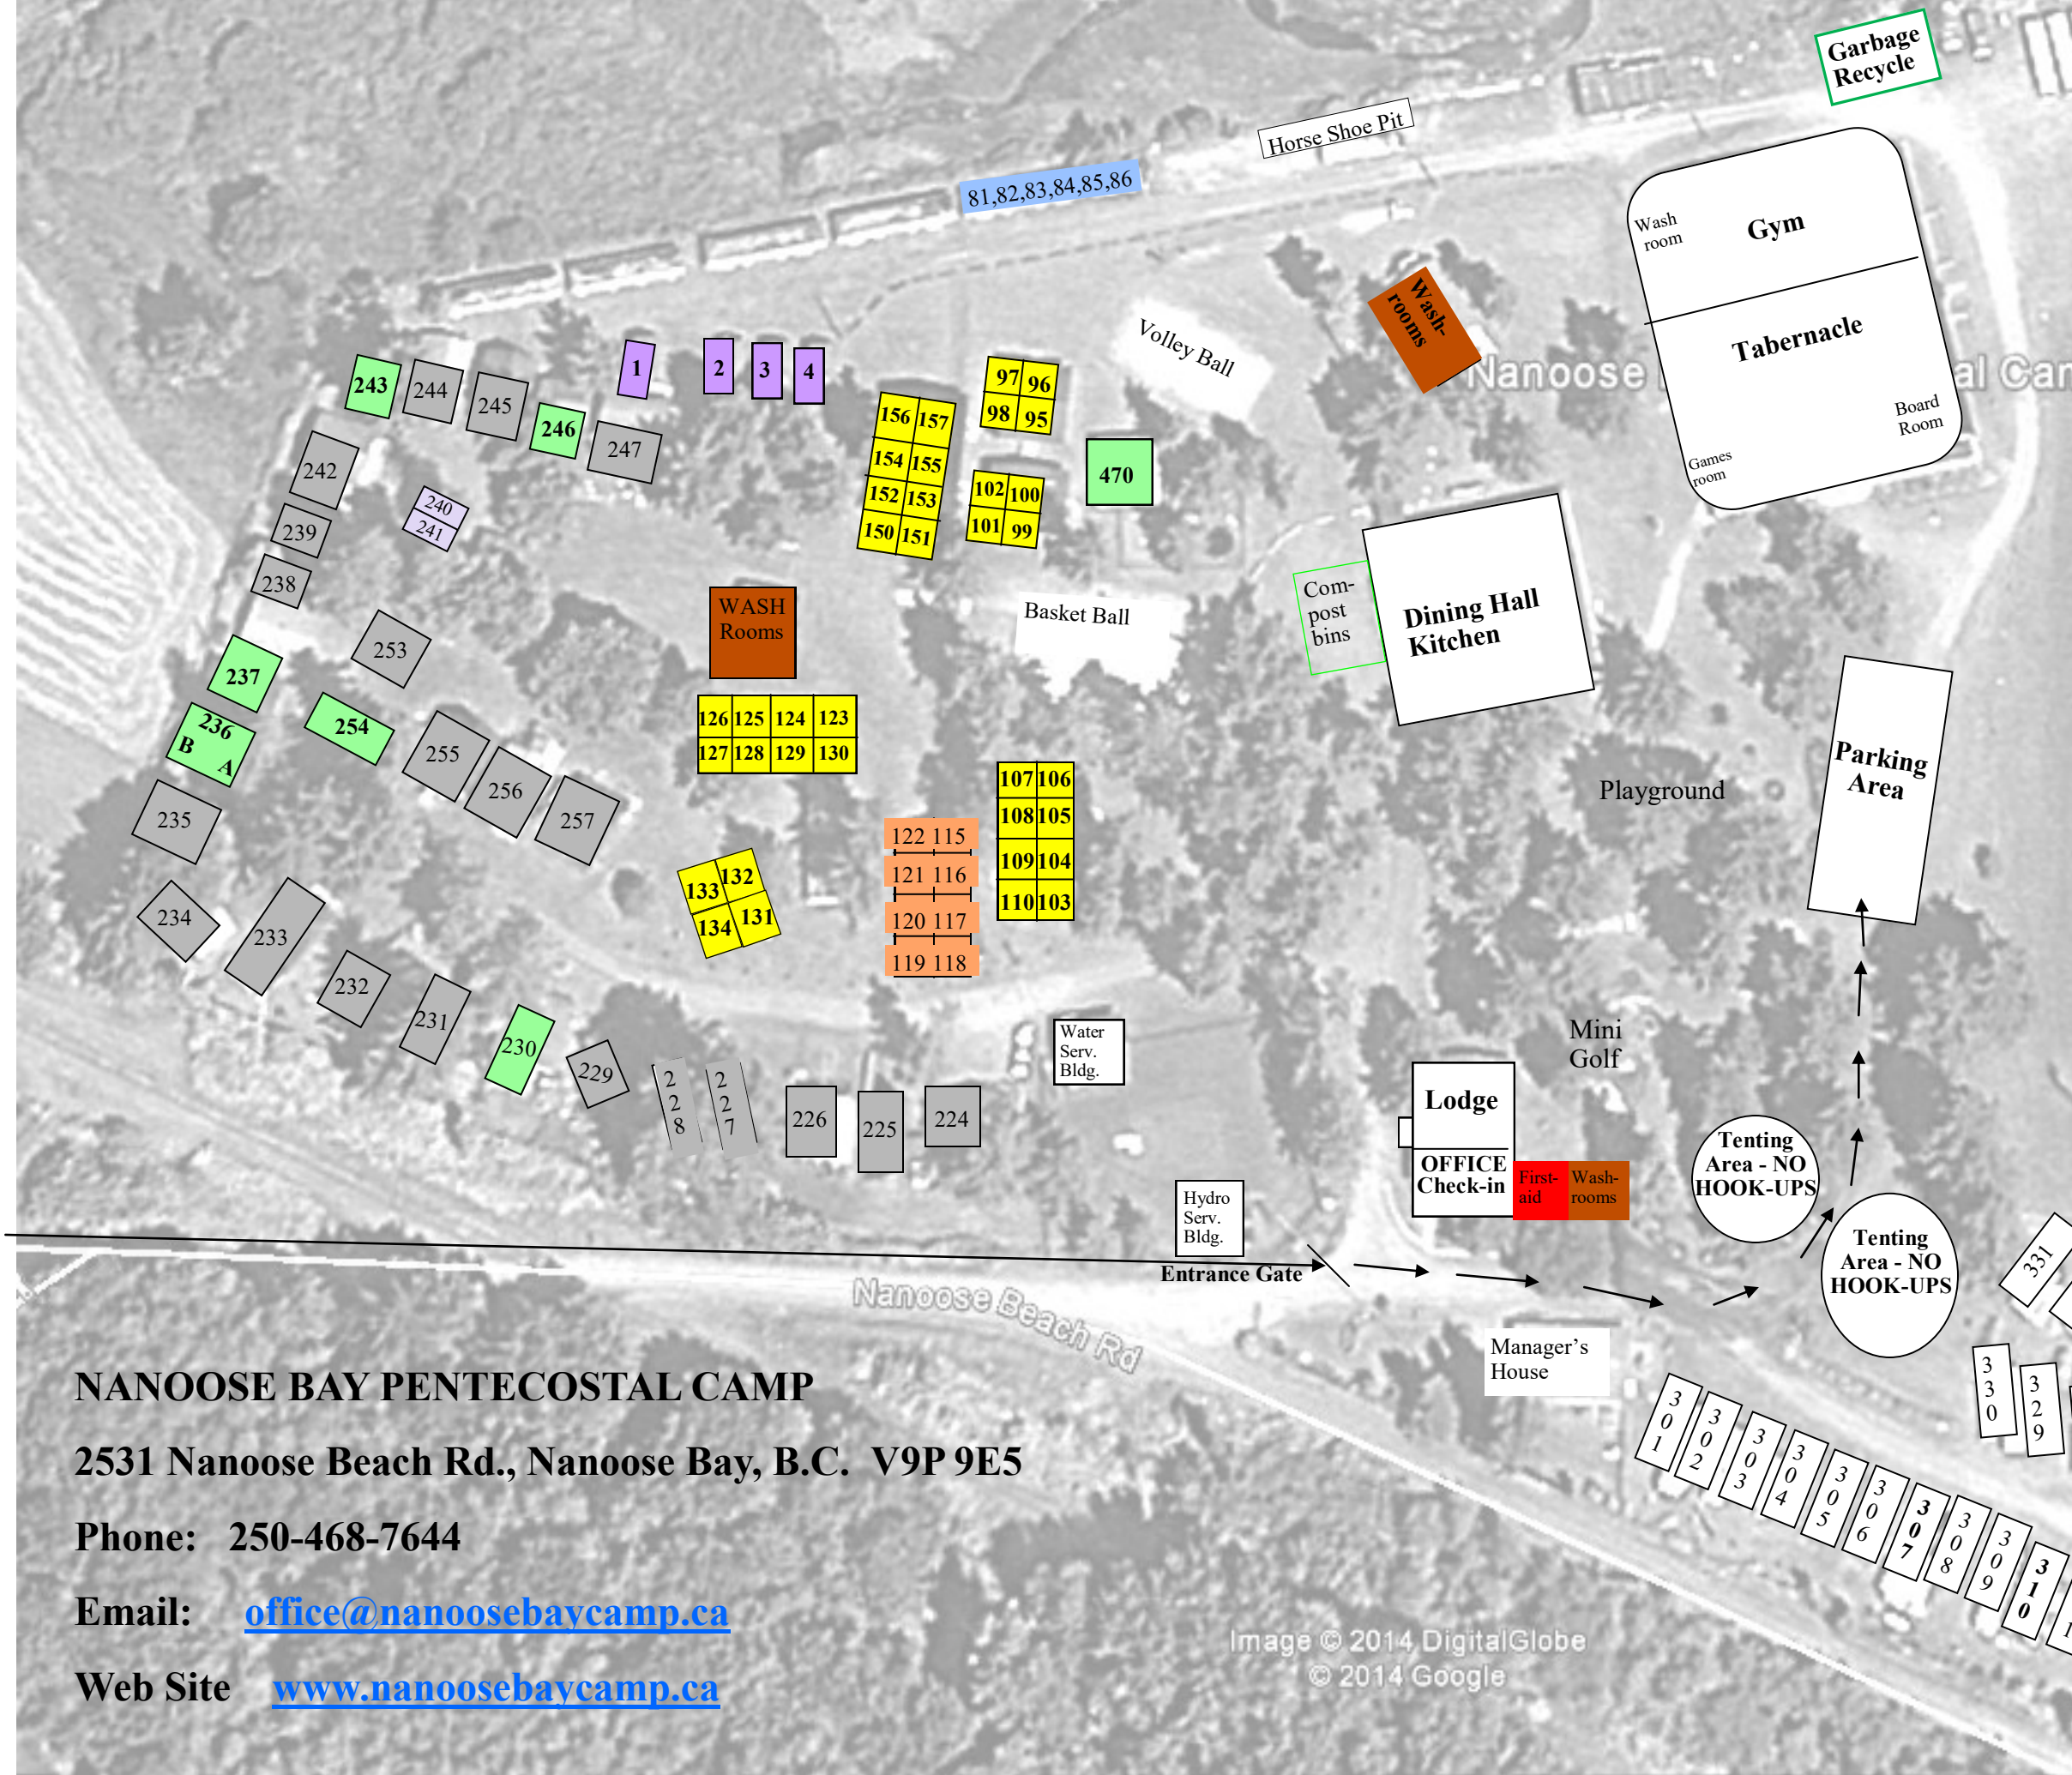 Garbage
Recycle
Horse Shoe Pit
81,82,83,84,85,86
Wash
room
Gym
Tabernacle
Board
Room
Games
room
Wash-
rooms
Volley Ball
Nanoose
al Cam
1
2
3
4
243
244
245
246
247
97 96
98 95
156 157
154 155
152 153
150 151
102 100
101 99
470
242
240
241
239
238
WASH
Rooms
Basket Ball
Com-
post
bins
Dining Hall
Kitchen
253
237
254
236
B
A
235
255
256
257
126 125 124 123
127 128 129 130
107 106
108 105
109 104
110 103
122 115
121 116
120 117
119 118
133 132
134 131
Playground
Parking
Area
234
233
232
231
230
229
228
227
226
225
224
Water
Serv.
Bldg.
Mini
Golf
Lodge
OFFICE
Check-in
First-
aid
Wash-
rooms
Tenting
Area - NO
HOOK-UPS
Tenting
Area - NO
HOOK-UPS
Hydro
Serv.
Bldg.
Entrance Gate
Nanoose Beach Rd
Manager's
House
331
330
329
301
302
303
304
305
306
307
308
309
310
1
NANOOSE BAY PENTECOSTAL CAMP
2531 Nanoose Beach Rd., Nanoose Bay, B.C. V9P 9E5
Phone: 250-468-7644
Email: office@nanoosebaycamp.ca
Web Site www.nanoosebaycamp.ca
Image © 2014 DigitalGlobe
© 2014 Google